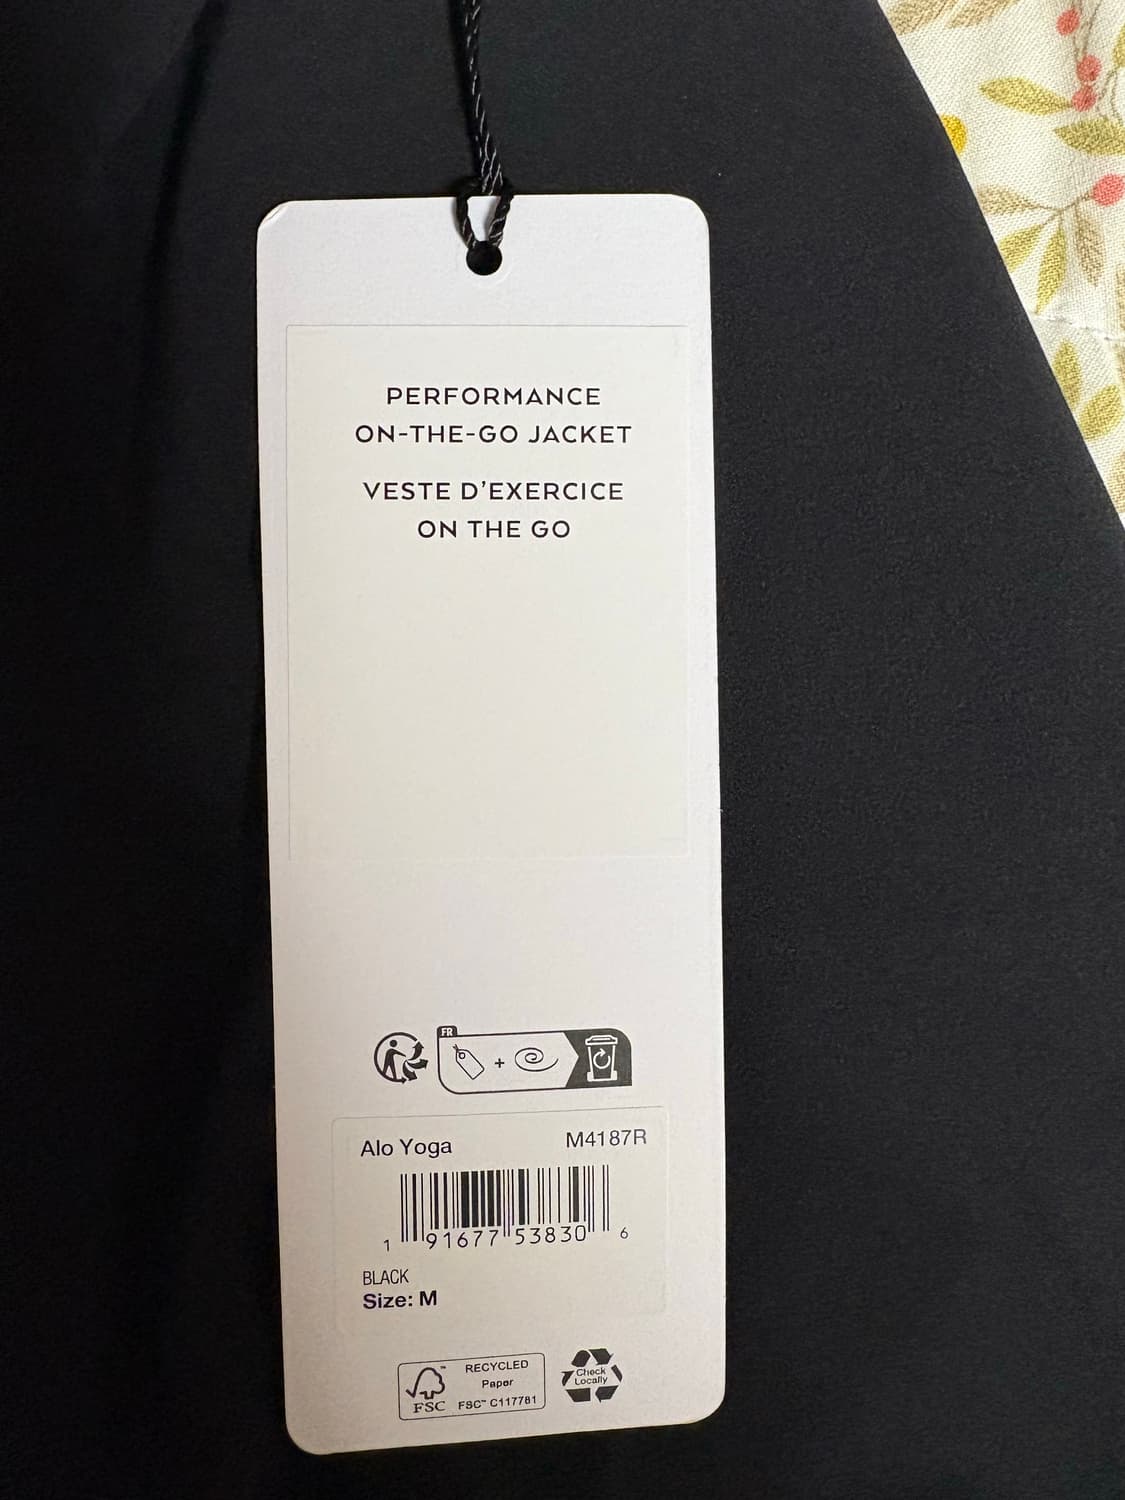 PERFORMANCE
ON-THE-GO JACKET
VESTE D'EXERCICE
ON THE GO
FR
+
Alo Yoga M4187R
1 91677 53830 6
BLACK
Size: M
RECYCLED
Paper
FSC™ C117781
FSC
Check
Locally